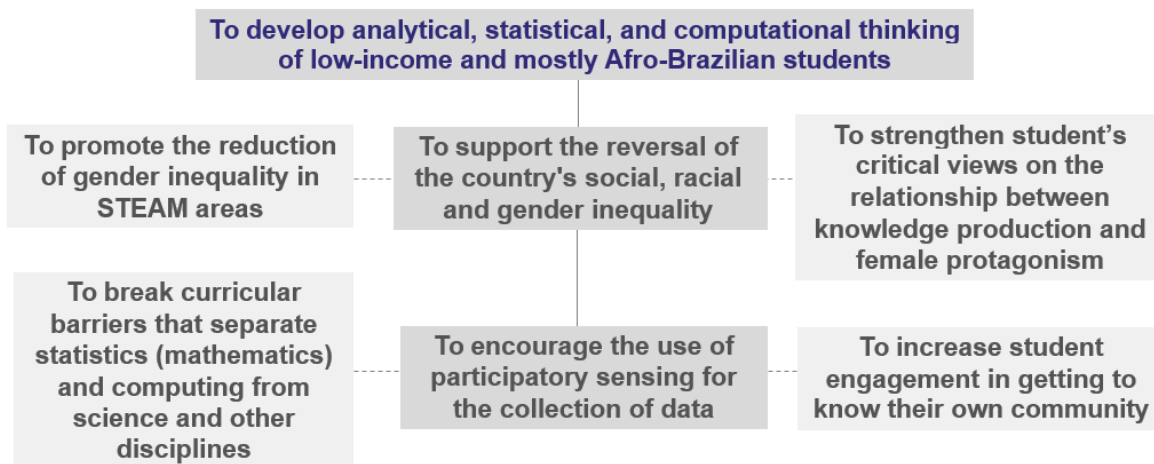 To develop analytical, statistical, and computational thinking
of low-income and mostly Afro-Brazilian students
To promote the reduction
of gender inequality in
STEAM areas
To support the reversal of
the country's social, racial
and gender inequality
To strengthen student’s
critical views on the
relationship between
knowledge production and
female protagonism
To break curricular
barriers that separate
statistics (mathematics)
and computing from
science and other
disciplines
To encourage the use of
participatory sensing for
the collection of data
To increase student
engagement in getting to
know their own community